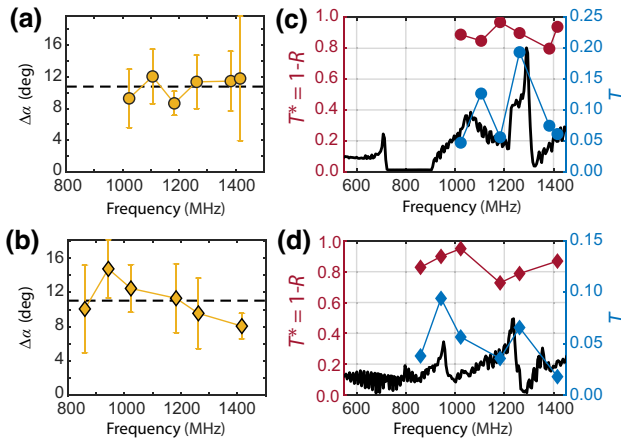 (a)
16
12
8
4
0
Δα (deg)
800 1000 1200 1400
Frequency (MHz)
(c)
1.0
0.8
0.6
0.4
0.2
0.0
T* = 1-R
0.25
0.20
0.15
0.10
0.05
0.00
T
600 800 1000 1200 1400
Frequency (MHz)
(b)
16
12
8
4
0
Δα (deg)
800 1000 1200 1400
Frequency (MHz)
(d)
1.0
0.8
0.6
0.4
0.2
0.0
T* = 1-R
0.15
0.10
0.05
0.00
T
600 800 1000 1200 1400
Frequency (MHz)